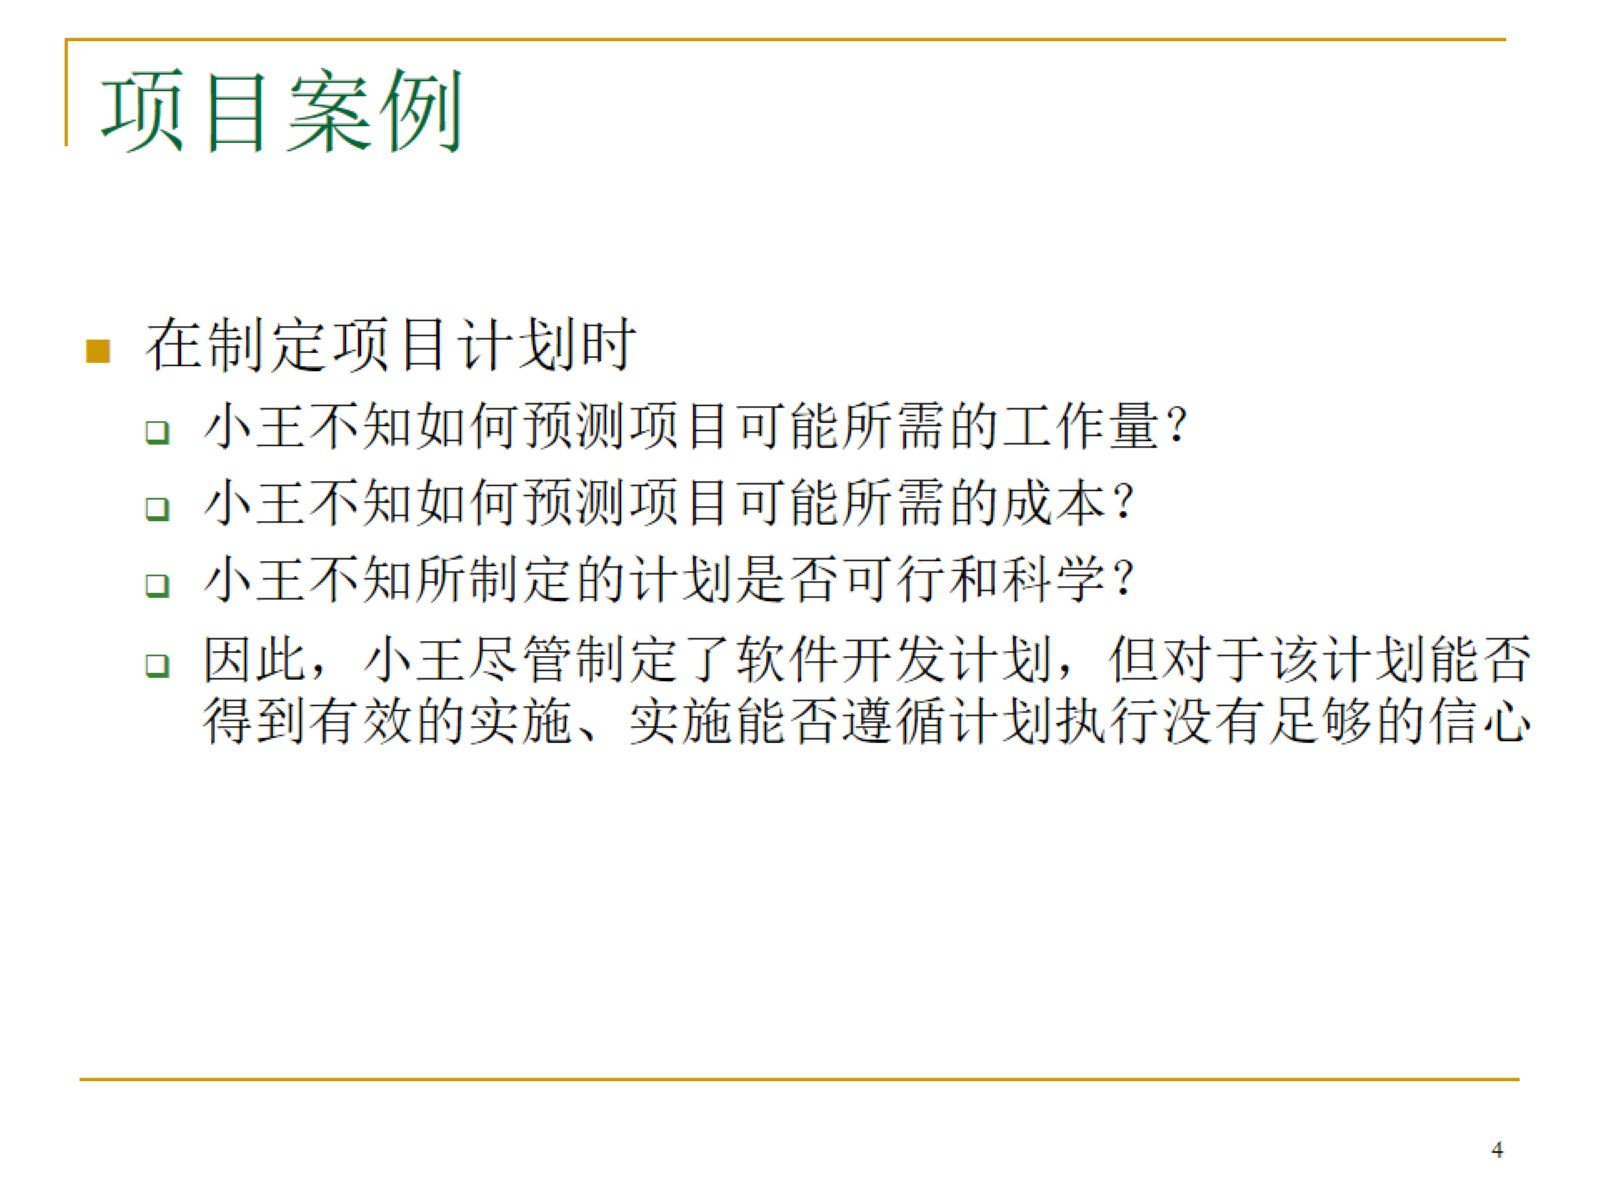 项目案例
在制定项目计划时
小王不知如何预测项目可能所需的工作量？
小王不知如何预测项目可能所需的成本？
小王不知所制定的计划是否可行和科学？
因此，小王尽管制定了软件开发计划，但对于该计划能否
得到有效的实施、实施能否遵循计划执行没有足够的信心
4